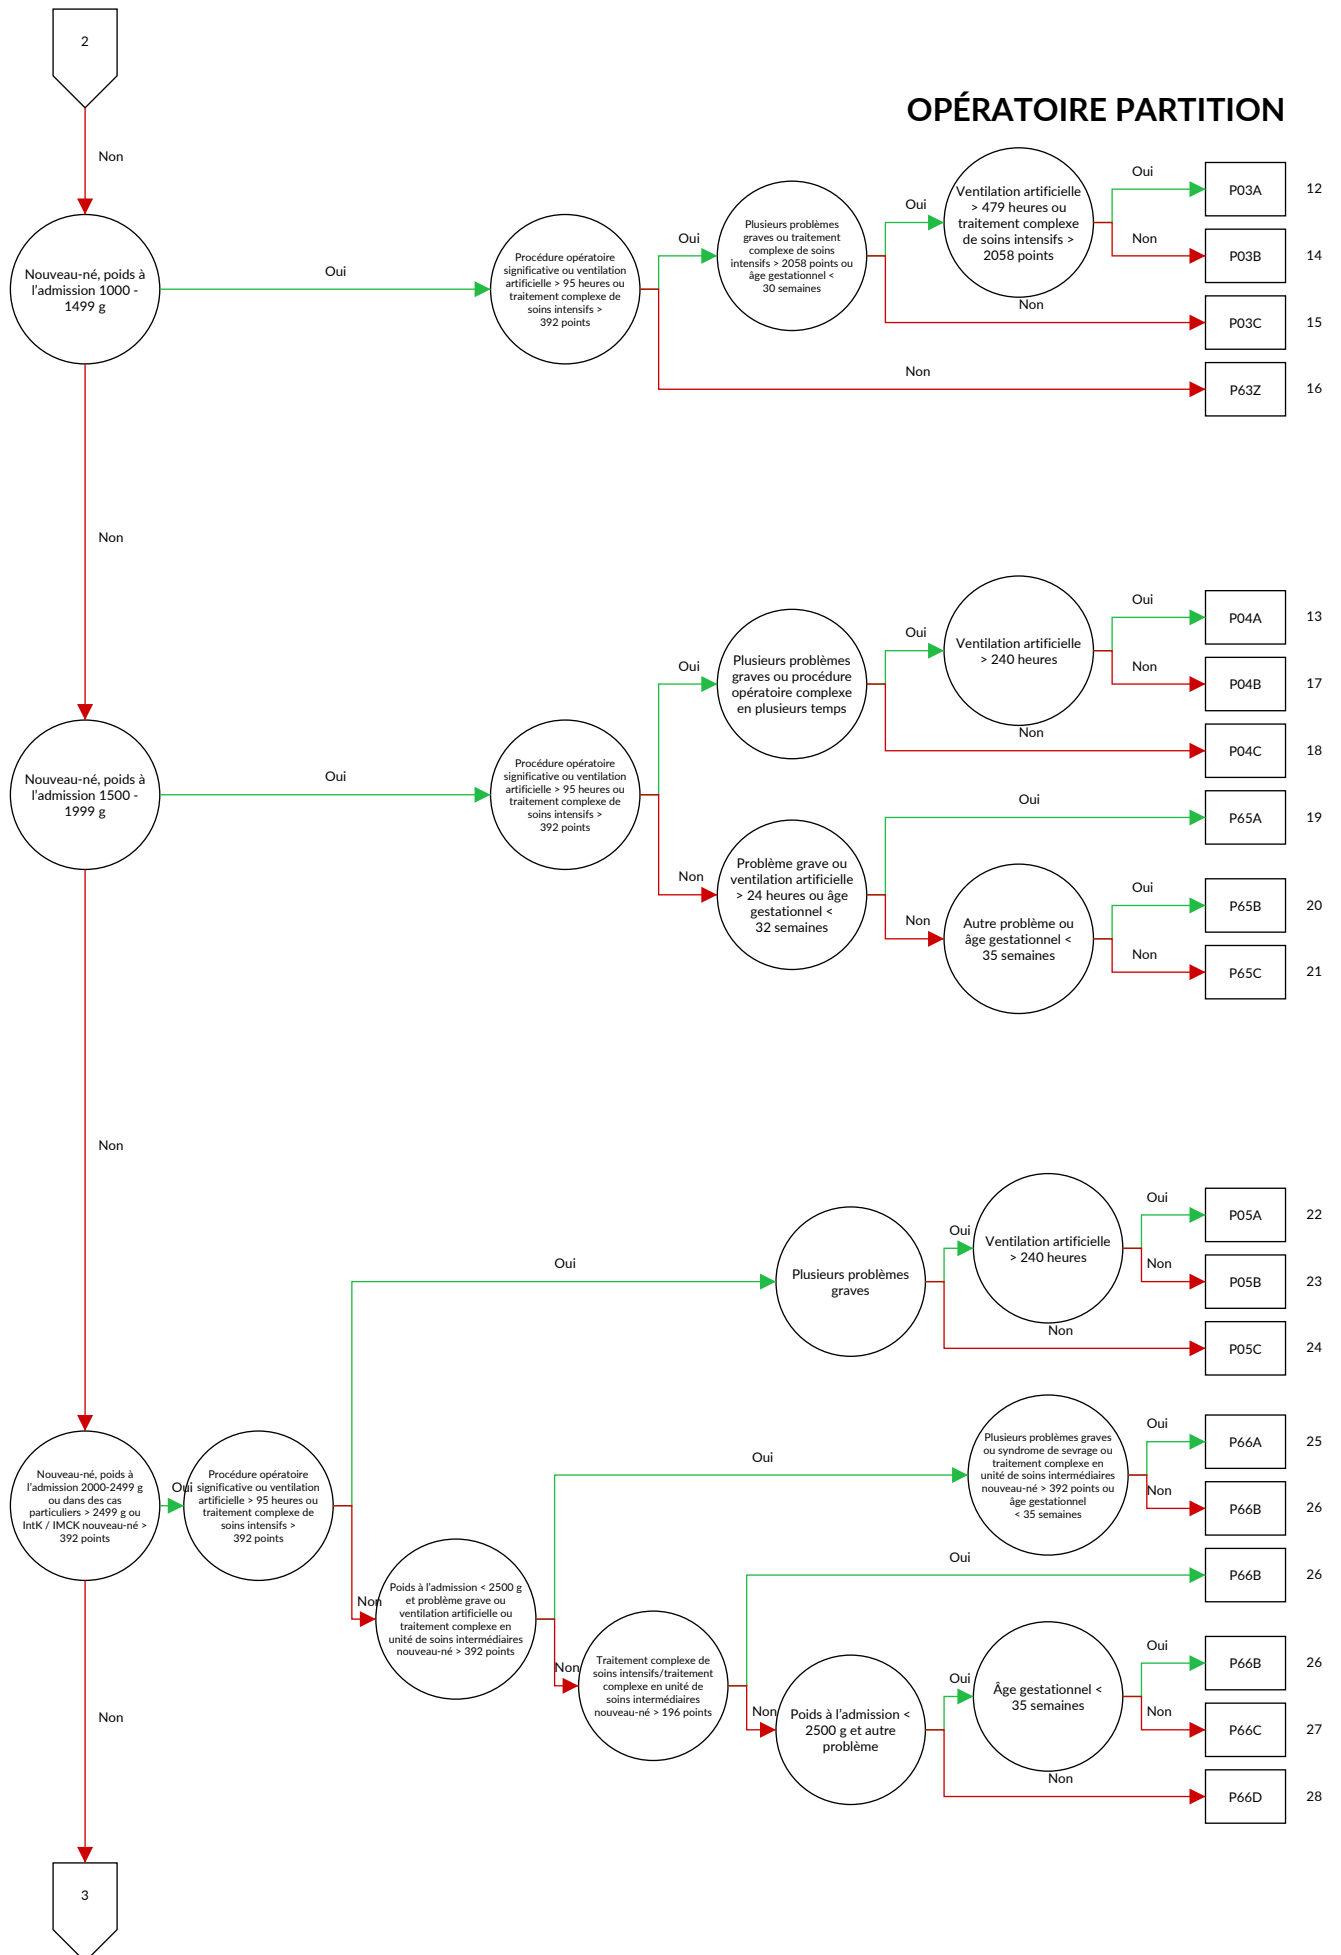 2
Non
OPÉRATOIRE PARTITION
Nouveau-né, poids à
l'admission 1000 -
1499 g
Oui
Procédure opératoire
significative ou ventilation
artificielle > 95 heures ou
traitement complexe de
soins intensifs >
392 points
Oui
Plusieurs problèmes
graves ou traitement
complexe de soins
intensifs > 2058 points ou
âge gestationnel <
30 semaines
Oui
Ventilation artificielle
> 479 heures ou
traitement complexe
de soins intensifs >
2058 points
Oui
P03A
12
Non
P03B
14
Non
P03C
15
Non
P63Z
16
Non
Nouveau-né, poids à
l'admission 1500 -
1999 g
Oui
Procédure opératoire
significative ou ventilation
artificielle > 95 heures ou
traitement complexe de
soins intensifs >
392 points
Oui
Plusieurs problèmes
graves ou procédure
opératoire complexe
en plusieurs temps
Oui
Ventilation artificielle
> 240 heures
Oui
P04A
13
Non
P04B
17
Non
P04C
18
Non
Problème grave ou
ventilation artificielle
> 24 heures ou âge
gestationnel <
32 semaines
Oui
P65A
19
Non
Autre problème ou
âge gestationnel <
35 semaines
Oui
P65B
20
Non
P65C
21
Non
Nouveau-né, poids à
l'admission 2000-2499 g
ou dans des cas
particuliers > 2499 g ou
IntK / IMCK nouveau-né >
392 points
Oui
Procédure opératoire
significative ou ventilation
artificielle > 95 heures ou
traitement complexe de
soins intensifs >
392 points
Oui
Plusieurs problèmes
graves
Oui
Ventilation artificielle
> 240 heures
Oui
P05A
22
Non
P05B
23
Non
P05C
24
Non
Poids à l'admission < 2500 g
et problème grave ou
ventilation artificielle ou
traitement complexe en
unité de soins intermédiaires
nouveau-né > 392 points
Oui
Plusieurs problèmes graves
ou syndrome de sevrage ou
traitement complexe en
unité de soins intermédiaires
nouveau-né > 392 points ou
âge gestationnel
< 35 semaines
Oui
P66A
25
Non
P66B
26
Non
Traitement complexe de
soins intensifs/traitement
complexe en unité de
soins intermédiaires
nouveau-né > 196 points
Oui
P66B
26
Non
Poids à l'admission <
2500 g et autre
problème
Oui
Âge gestationnel <
35 semaines
Oui
P66B
26
Non
P66C
27
Non
P66D
28
Non
3